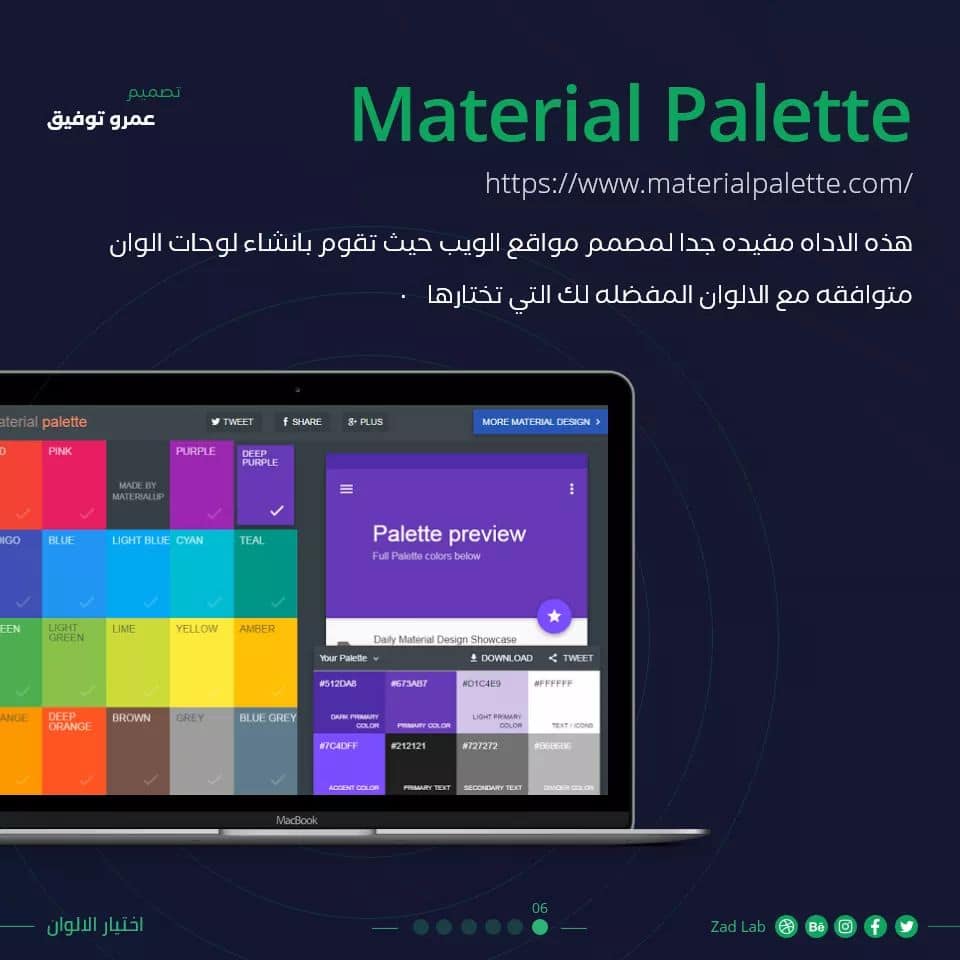 تصميم
عمرو توفيق
Material Palette
https://www.materialpalette.com/
هذه الاداه مفيده جدا لمصمم مواقع الويب حيث تقوم بانشاء لوحات الوان
متوافقه مع الالوان المفضله لك التي تختارها .
aterial palette
TWEET
SHARE
PLUS
MORE MATERIAL DESIGN
D
PINK
MADE BY
MATERIALUP
PURPLE
DEEP
PURPLE
IGO
BLUE
LIGHT BLUE
CYAN
TEAL
EEN
LIGHT
GREEN
LIME
YELLOW
AMBER
ANGE
DEEP
ORANGE
BROWN
GREY
BLUE GREY
Palette preview
Full Palette colors below
Daily Material Design Showcase
Your Palette
DOWNLOAD
TWEET
#512DA8
DARK PRIMARY
COLOR
#673AB7
PRIMARY COLOR
#D1C4E9
LIGHT PRIMARY
COLOR
#FFFFFF
TEXT / ICONS
#7C4DFF
ACCENT COLOR
#212121
PRIMARY TEXT
#727272
SECONDARY TEXT
#B6B6B6
DIVIDER COLOR
MacBook
اختيار الالوان
06
Zad Lab